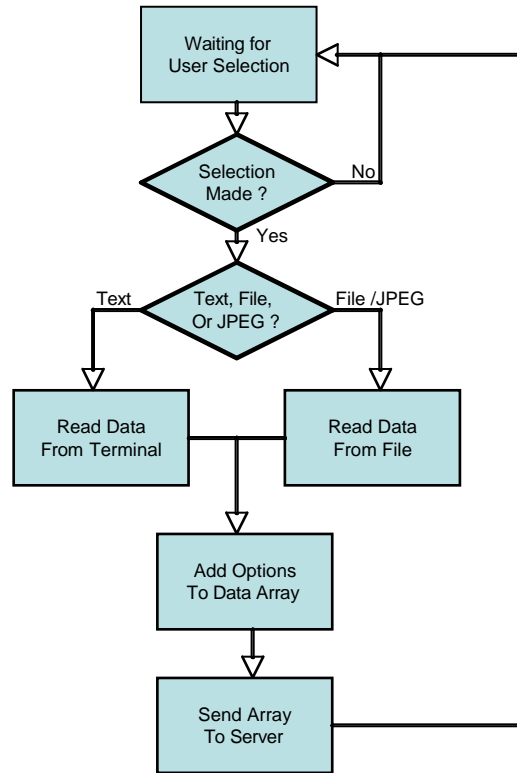 Waiting for
User Selection
Selection
Made ?
No
Yes
Text
Text, File,
Or JPEG ?
File /JPEG
Read Data
From Terminal
Read Data
From File
Add Options
To Data Array
Send Array
To Server